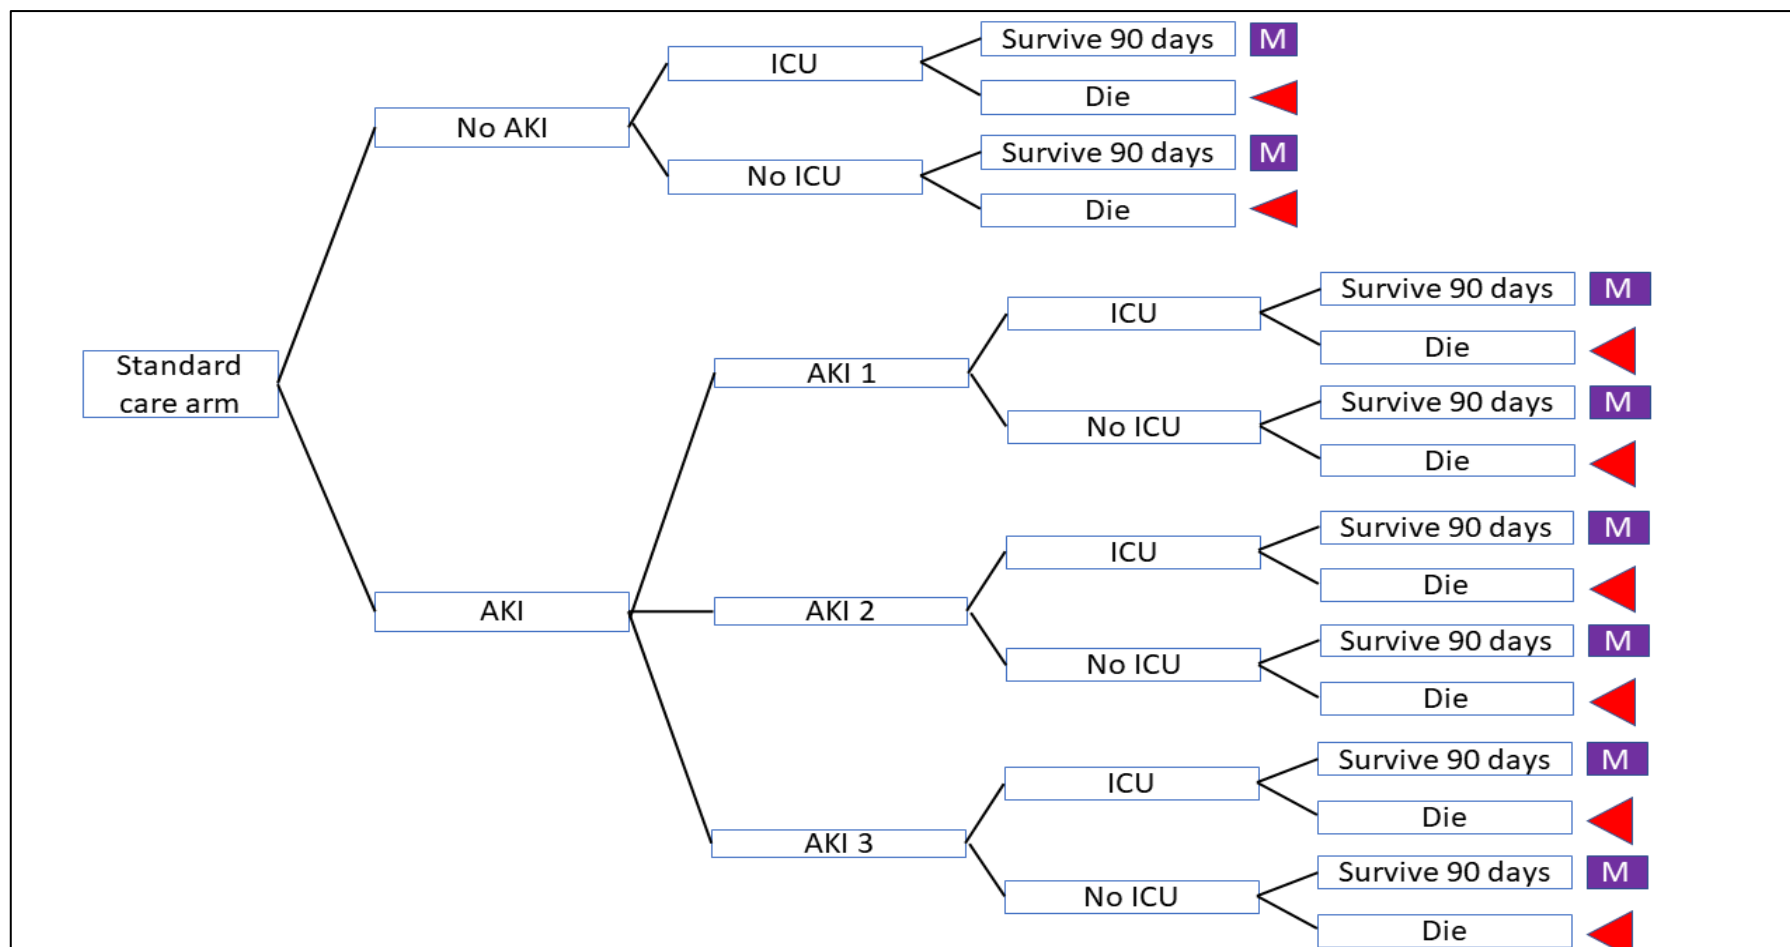 Survive 90 days M
ICU
Die
No AKI
Survive 90 days M
No ICU
Die
Survive 90 days M
ICU
Die
Standard
care arm
AKI 1
Survive 90 days M
No ICU
Die
Survive 90 days M
ICU
Die
AKI
AKI 2
Survive 90 days M
No ICU
Die
Survive 90 days M
ICU
Die
AKI 3
Survive 90 days M
No ICU
Die